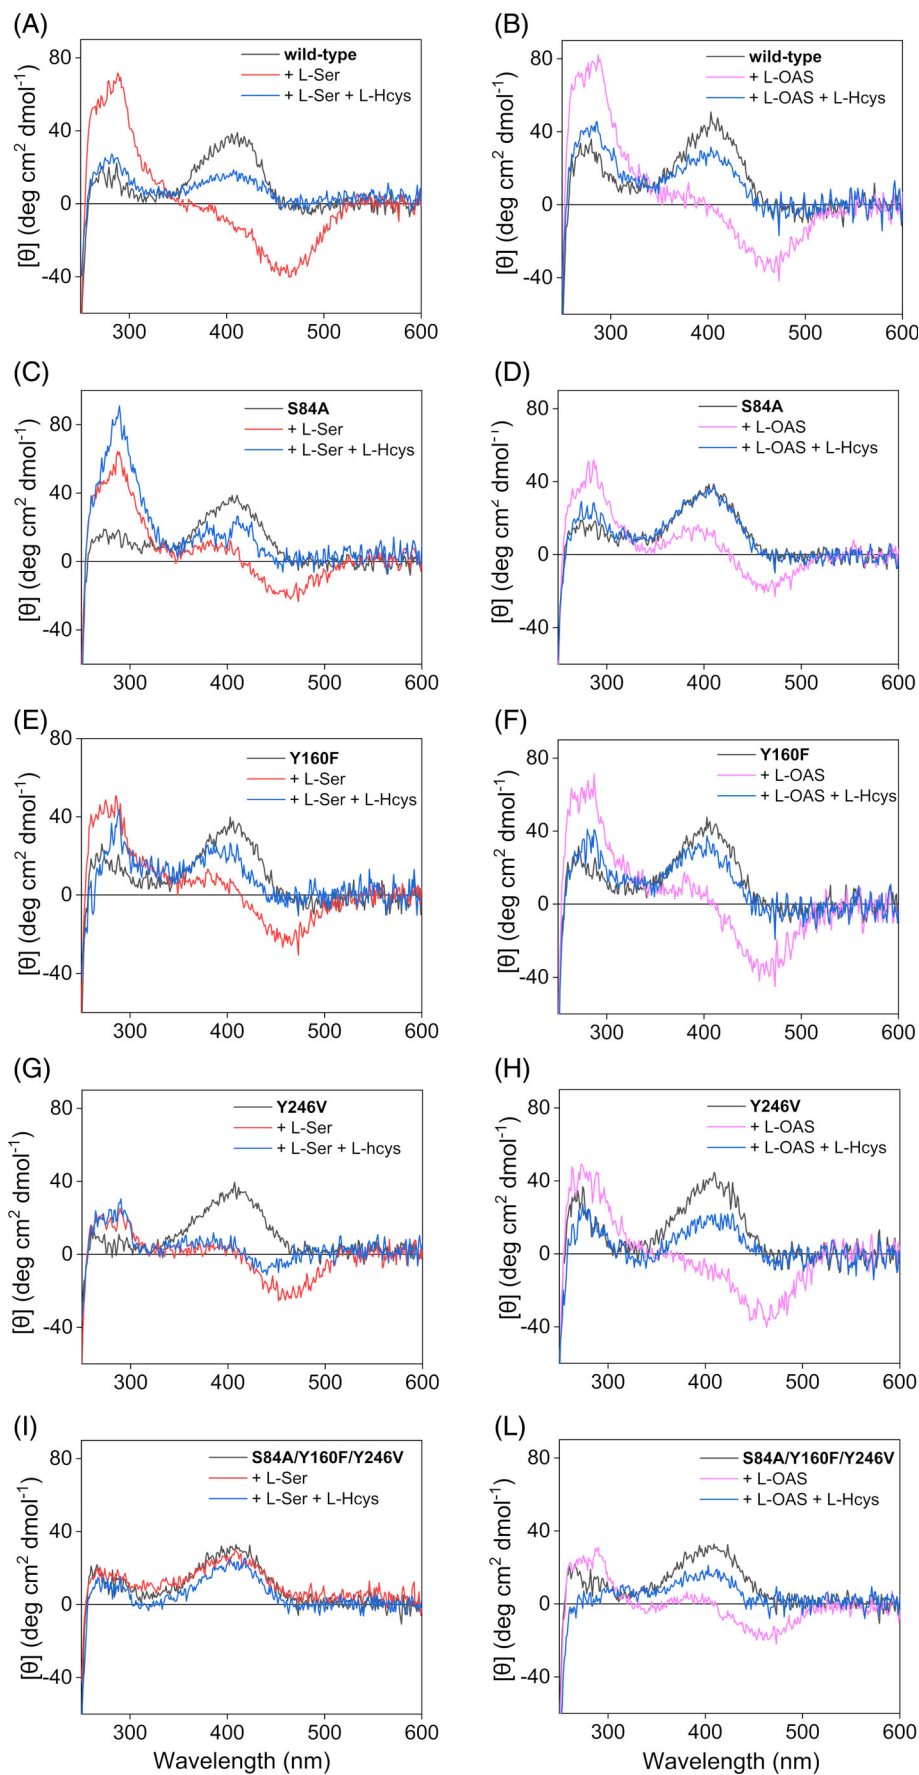 (A)
[θ] (deg cm² dmol⁻¹)
80
40
0
-40
wild-type
+ L-Ser
+ L-Ser + L-Hcys
300 400 500 600
(B)
[θ] (deg cm² dmol⁻¹)
80
40
0
-40
wild-type
+ L-OAS
+ L-OAS + L-Hcys
300 400 500 600
(C)
[θ] (deg cm² dmol⁻¹)
80
40
0
-40
S84A
+ L-Ser
+ L-Ser + L-Hcys
300 400 500 600
(D)
[θ] (deg cm² dmol⁻¹)
80
40
0
-40
S84A
+ L-OAS
+ L-OAS + L-Hcys
300 400 500 600
(E)
[θ] (deg cm² dmol⁻¹)
80
40
0
-40
Y160F
+ L-Ser
+ L-Ser + L-Hcys
300 400 500 600
(F)
[θ] (deg cm² dmol⁻¹)
80
40
0
-40
Y160F
+ L-OAS
+ L-OAS + L-Hcys
300 400 500 600
(G)
[θ] (deg cm² dmol⁻¹)
80
40
0
-40
Y246V
+ L-Ser
+ L-Ser + L-hcys
300 400 500 600
(H)
[θ] (deg cm² dmol⁻¹)
80
40
0
-40
Y246V
+ L-OAS
+ L-OAS + L-Hcys
300 400 500 600
(I)
[θ] (deg cm² dmol⁻¹)
80
40
0
-40
S84A/Y160F/Y246V
+ L-Ser
+ L-Ser + L-Hcys
300 400 500 600
Wavelength (nm)
(L)
[θ] (deg cm² dmol⁻¹)
80
40
0
-40
S84A/Y160F/Y246V
+ L-OAS
+ L-OAS + L-Hcys
300 400 500 600
Wavelength (nm)